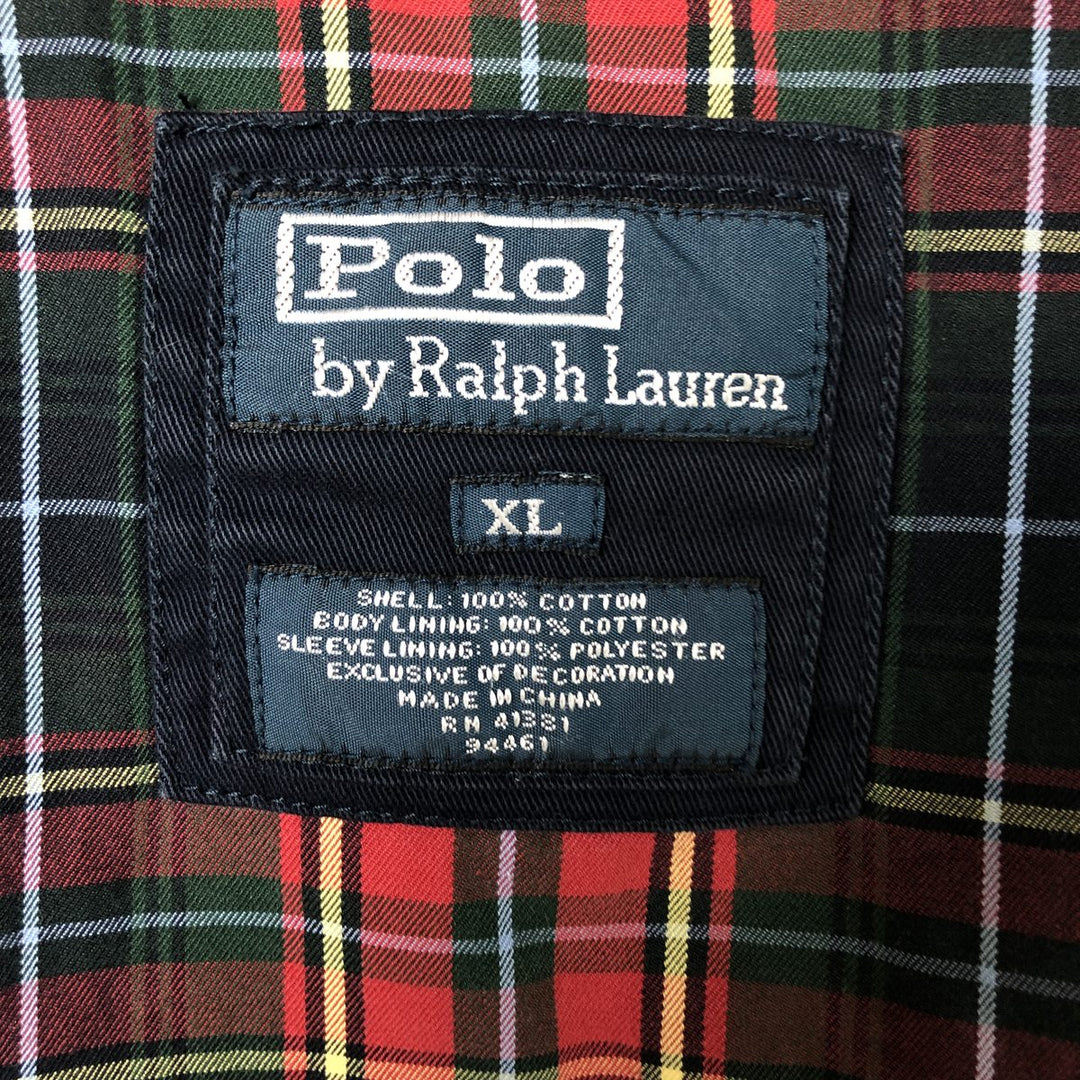 Polo
by Ralph Lauren
XL
SHELL: 100% COTTON
BODY LINING: 100% COTTON
SLEEVE LINING: 100% POLYESTER
EXCLUSIVE OF DECORATION
MADE IN CHINA
RN 41381
94461